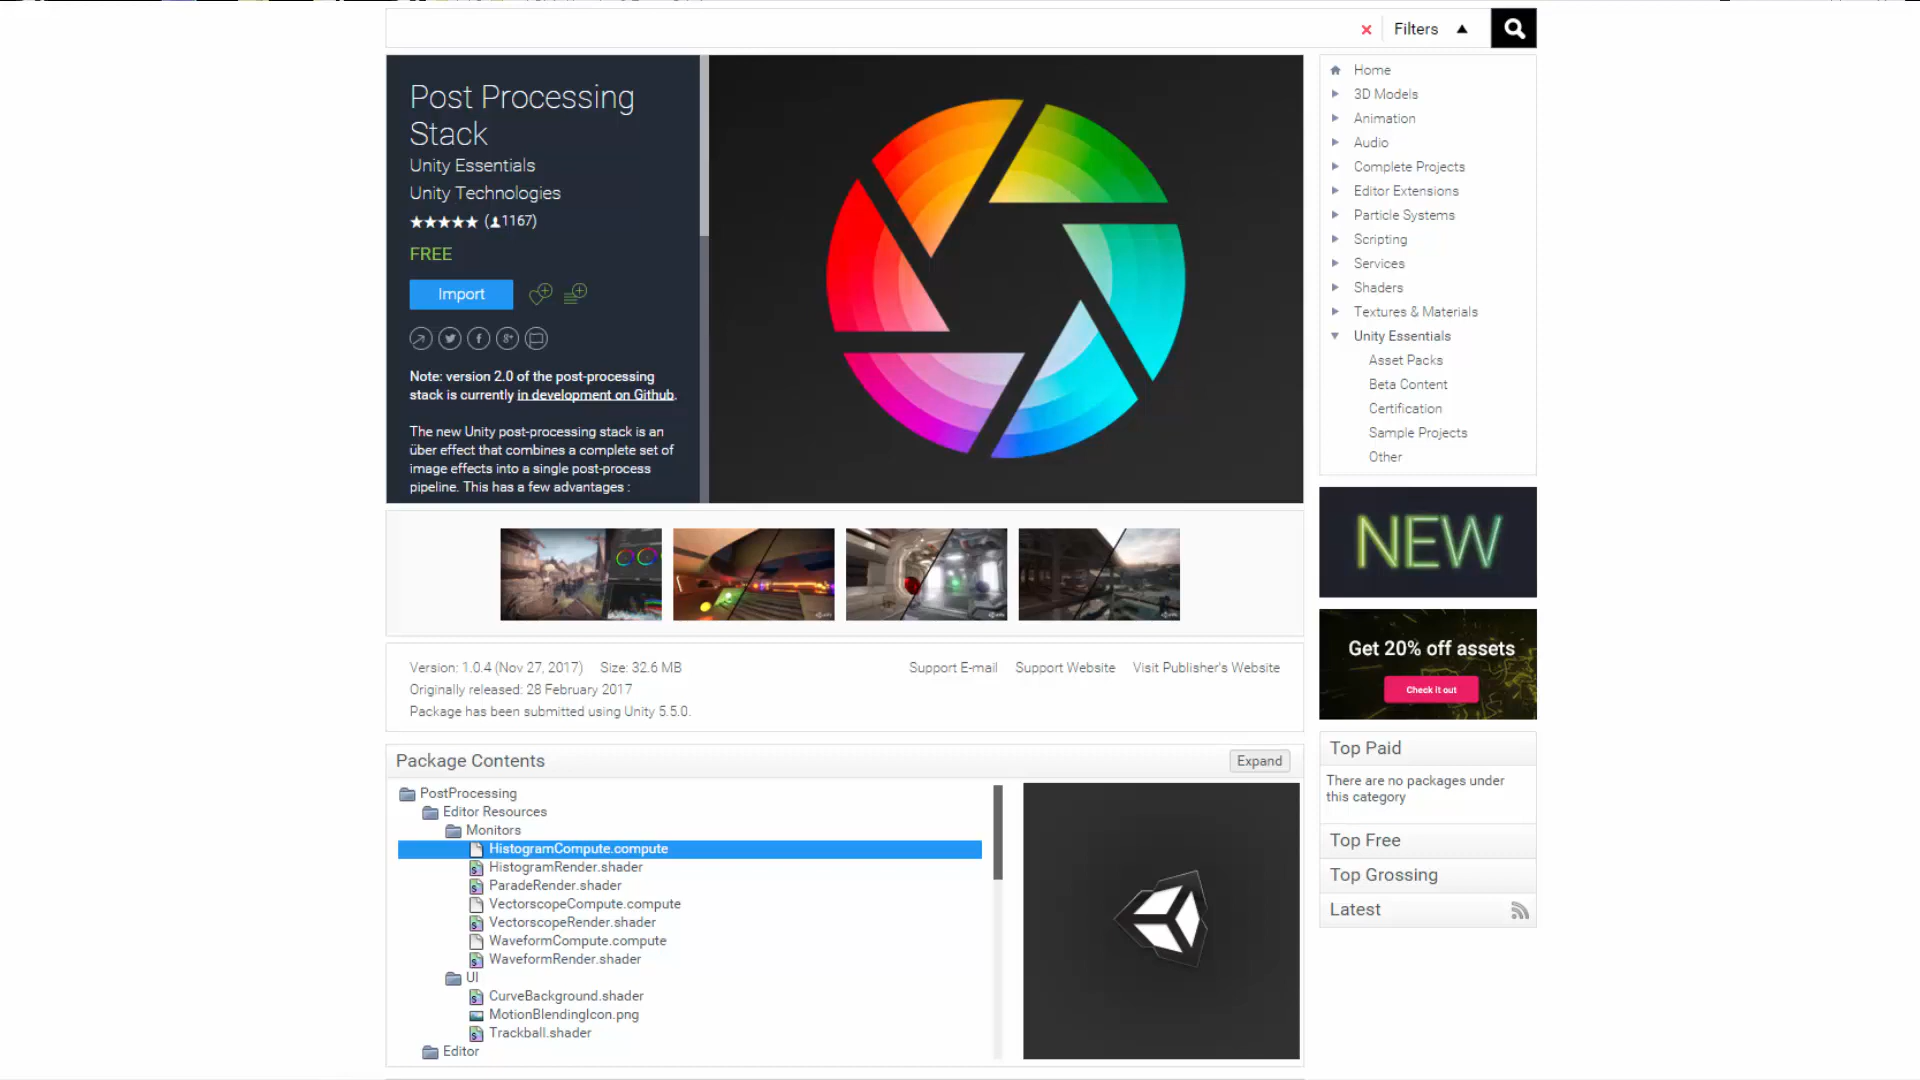 Filters
Post Processing
Stack
Unity Essentials
Unity Technologies
(1167)
FREE
Import
Note: version 2.0 of the post-processing
stack is currently in development on Github.
The new Unity post-processing stack is an
über effect that combines a complete set of
image effects into a single post-process
pipeline. This has a few advantages :
Home
3D Models
Animation
Audio
Complete Projects
Editor Extensions
Particle Systems
Scripting
Services
Shaders
Textures & Materials
Unity Essentials
Asset Packs
Beta Content
Certification
Sample Projects
Other
NEW
Get 20% off assets
Check it out
Version: 1.0.4 (Nov 27, 2017) Size: 32.6 MB
Support E-mail Support Website Visit Publisher's Website
Originally released: 28 February 2017
Package has been submitted using Unity 5.5.0.
Package Contents
Expand
PostProcessing
Editor Resources
Monitors
HistogramCompute.compute
HistogramRender.shader
ParadeRender.shader
VectorscopeCompute.compute
VectorscopeRender.shader
WaveformCompute.compute
WaveformRender.shader
UI
CurveBackground.shader
MotionBlendingIcon.png
Trackball.shader
Editor
Top Paid
There are no packages under
this category
Top Free
Top Grossing
Latest